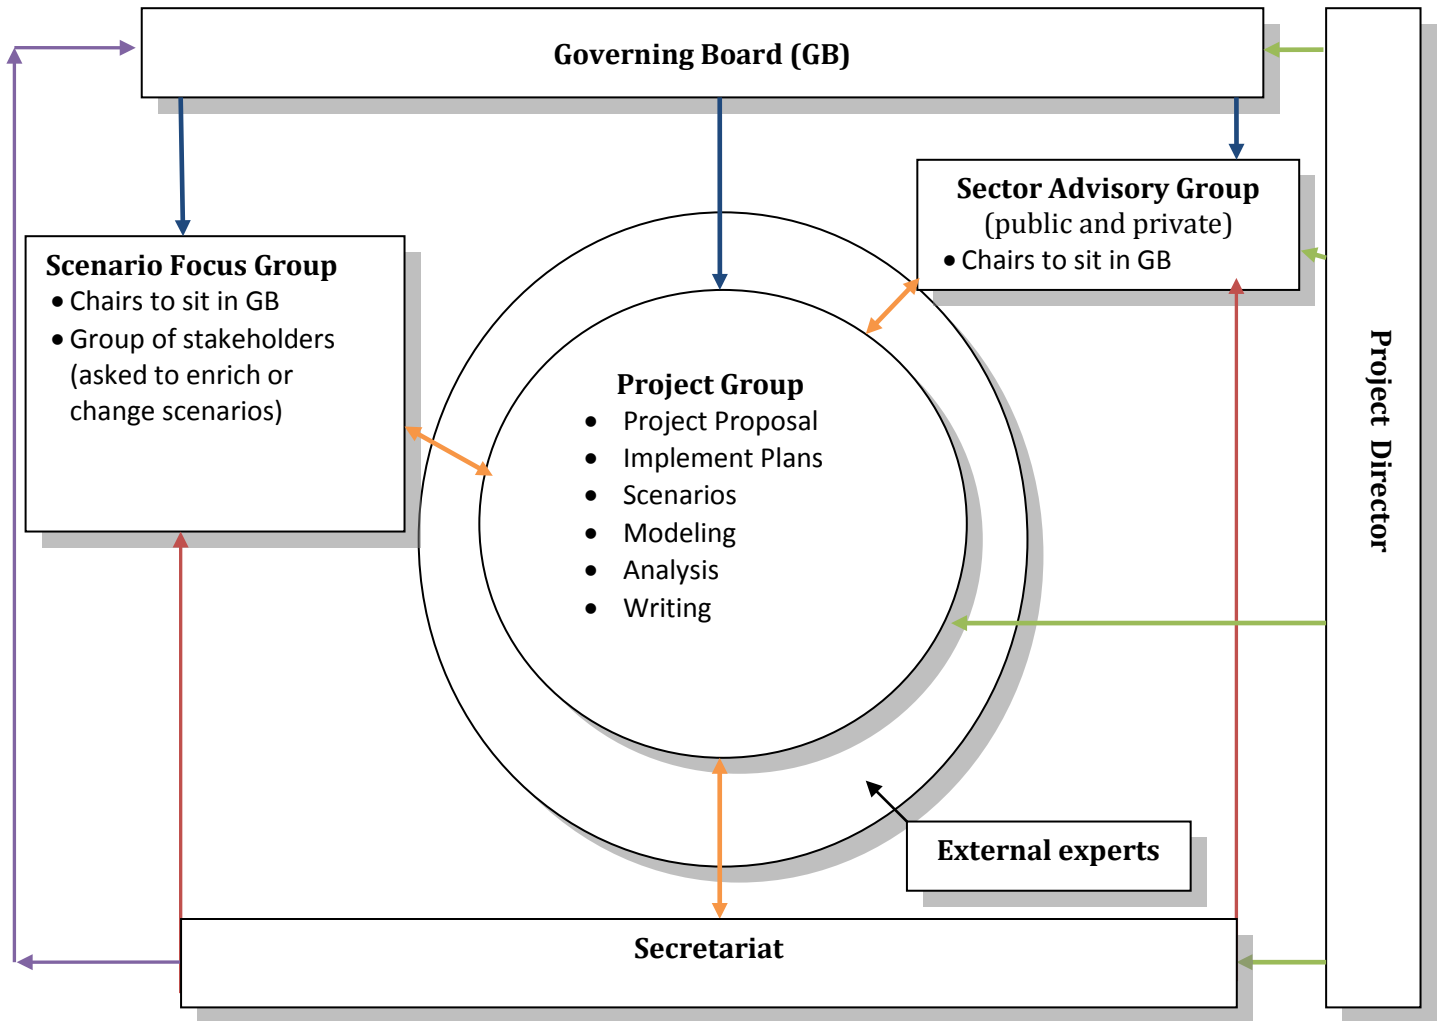 Governing Board (GB)
Sector Advisory Group
(public and private)
• Chairs to sit in GB
Scenario Focus Group
• Chairs to sit in GB
• Group of stakeholders
(asked to enrich or
change scenarios)
Project Group
• Project Proposal
• Implement Plans
• Scenarios
• Modeling
• Analysis
• Writing
Project Director
External experts
Secretariat